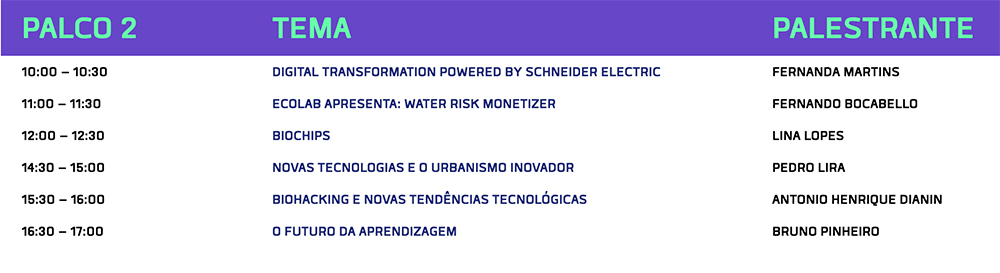 PALCO 2 TEMA PALESTRANTE
10:00 – 10:30 DIGITAL TRANSFORMATION POWERED BY SCHNEIDER ELECTRIC FERNANDA MARTINS
11:00 – 11:30 ECOLAB APRESENTA: WATER RISK MONETIZER FERNANDO BOCABELLO
12:00 – 12:30 BIOCHIPS LINA LOPES
14:30 – 15:00 NOVAS TECNOLOGIAS E O URBANISMO INOVADOR PEDRO LIRA
15:30 – 16:00 BIOHACKING E NOVAS TENDÊNCIAS TECNOLÓGICAS ANTONIO HENRIQUE DIANIN
16:30 – 17:00 O FUTURO DA APRENDIZAGEM BRUNO PINHEIRO